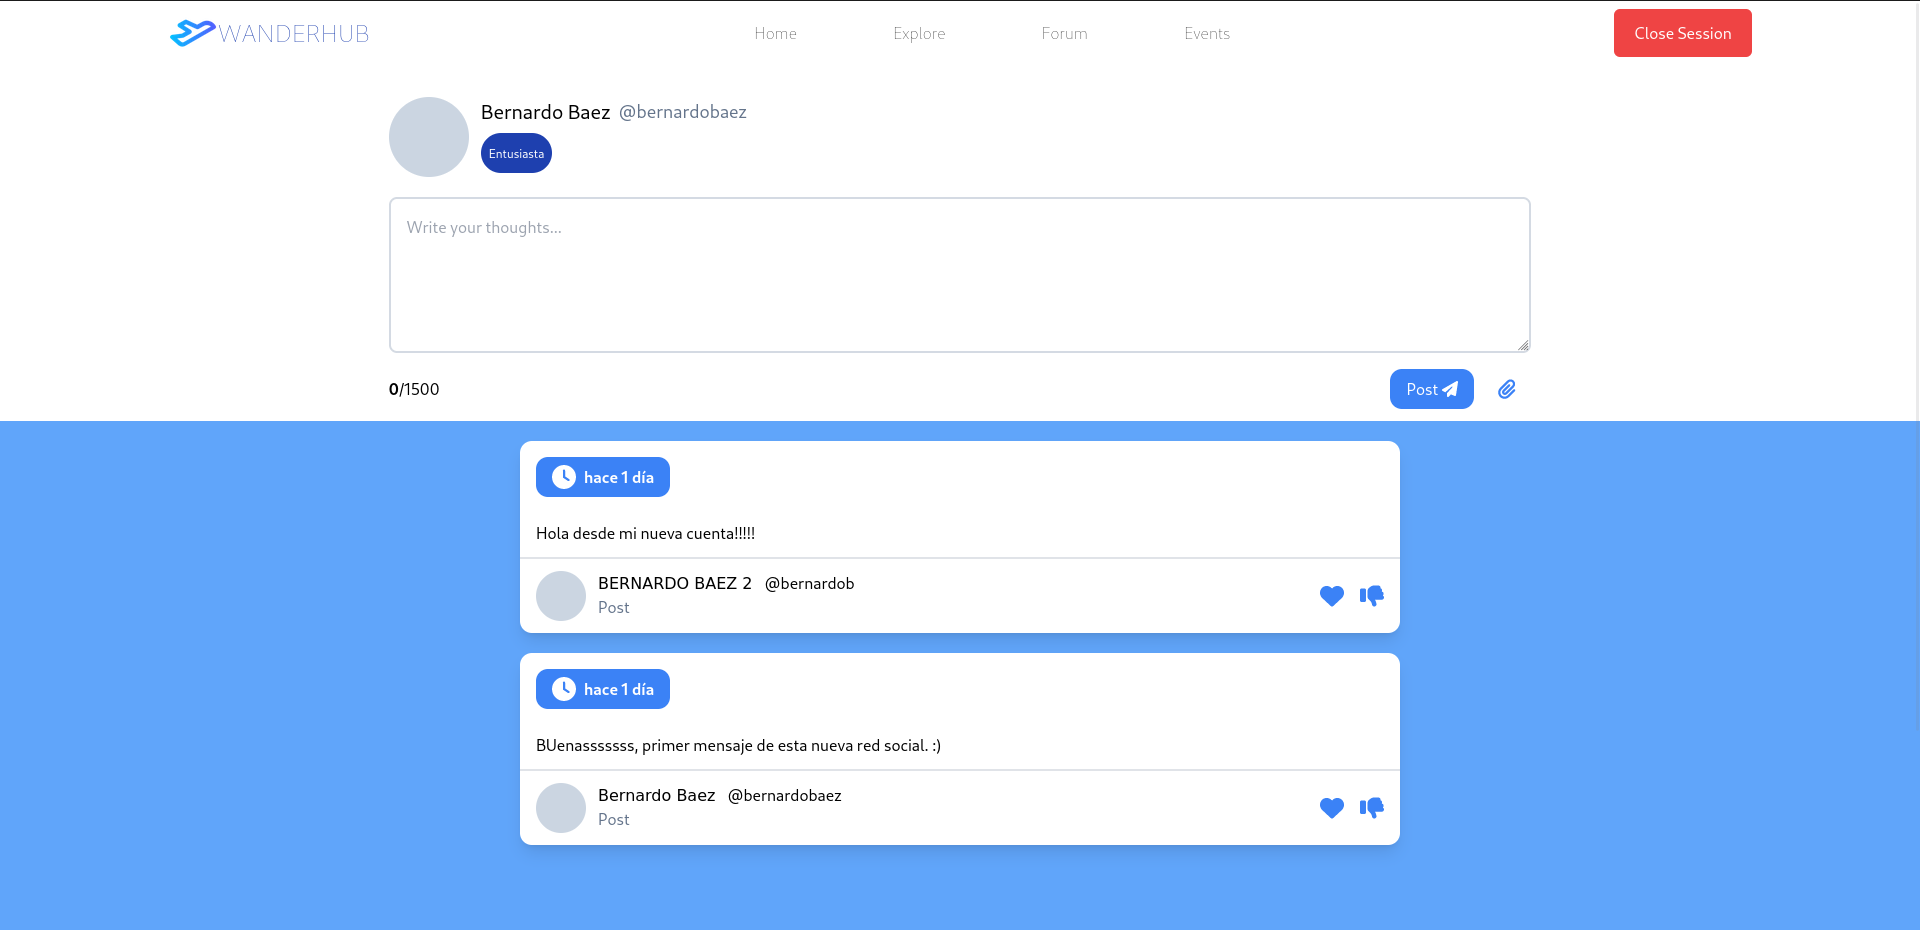 WANDERHUB
Home
Explore
Forum
Events
Close Session
Bernardo Baez @bernardobaez
Entusiasta
Write your thoughts...
0/1500
Post
hace 1 día
Hola desde mi nueva cuenta!!!!!
BERNARDO BAEZ 2 @bernardob
Post
hace 1 día
BUenasssssss, primer mensaje de esta nueva red social. :)
Bernardo Baez @bernardobaez
Post